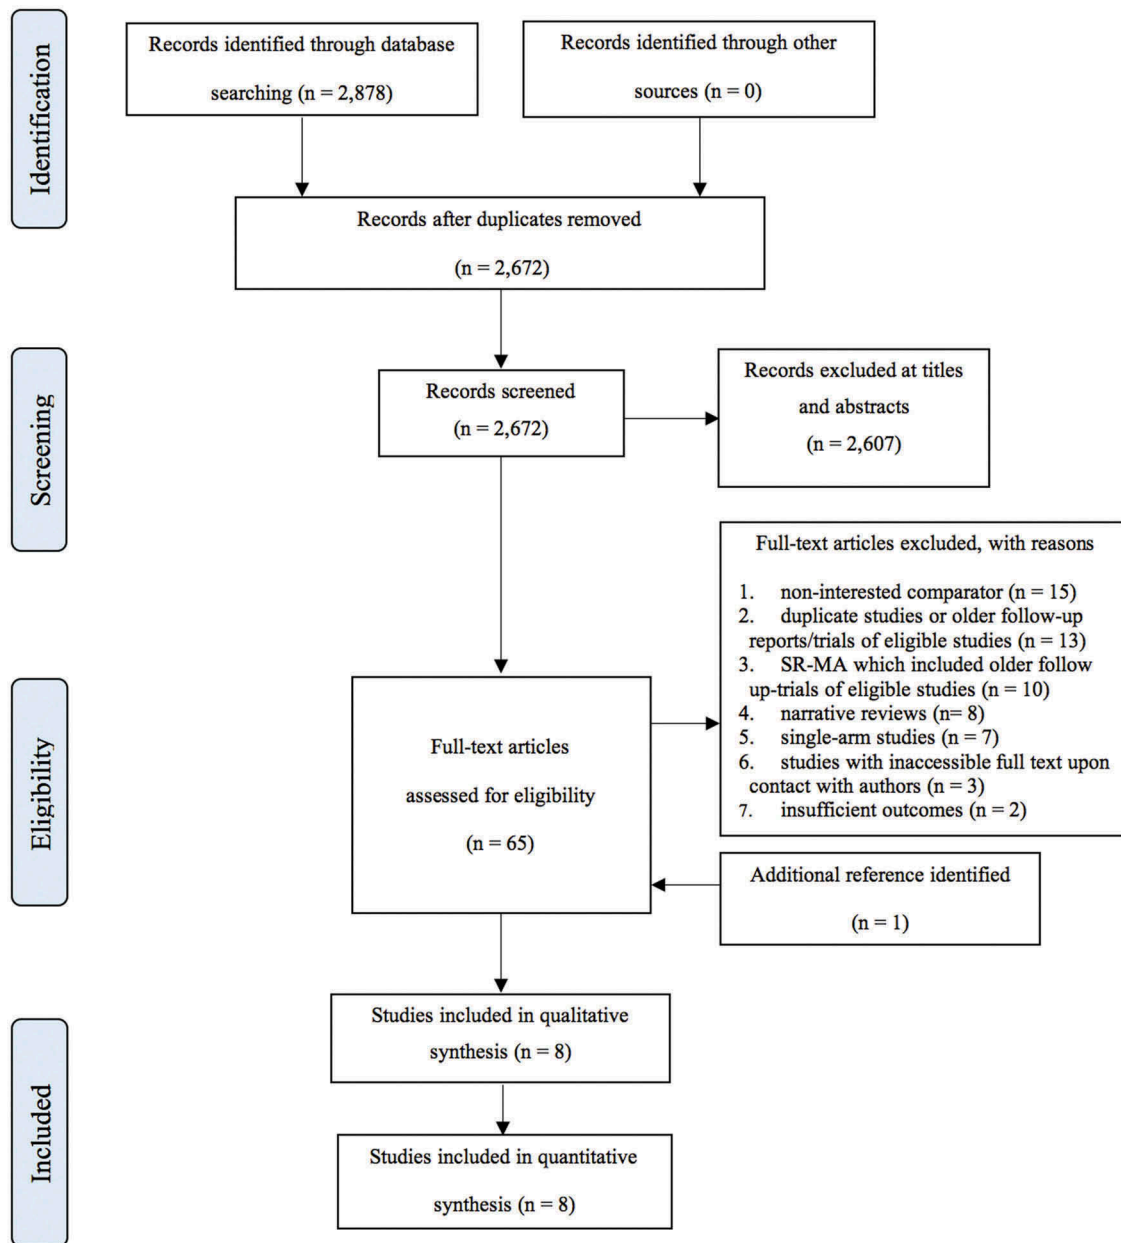 Identification
Records identified through database
searching (n = 2,878)
Records identified through other
sources (n = 0)
Records after duplicates removed
(n = 2,672)
Screening
Records screened
(n = 2,672)
Records excluded at titles
and abstracts
(n = 2,607)
Eligibility
Full-text articles
assessed for eligibility
(n = 65)
Full-text articles excluded, with reasons
1. non-interested comparator (n = 15)
2. duplicate studies or older follow-up
reports/trials of eligible studies (n = 13)
3. SR-MA which included older follow
up-trials of eligible studies (n = 10)
4. narrative reviews (n= 8)
5. single-arm studies (n = 7)
6. studies with inaccessible full text upon
contact with authors (n = 3)
7. insufficient outcomes (n = 2)
Additional reference identified
(n = 1)
Included
Studies included in qualitative
synthesis (n = 8)
Studies included in quantitative
synthesis (n = 8)